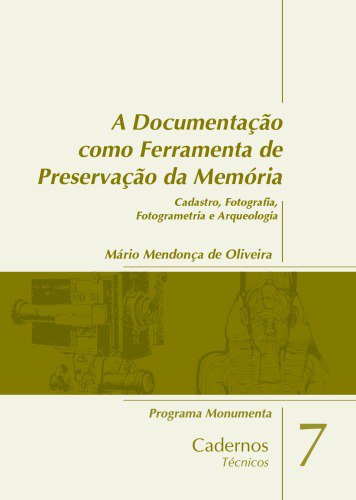 A Documentação
como Ferramenta de
Preservação da Memória
Cadastro, Fotografia,
Fotogrametria e Arqueologia
Mário Mendonça de Oliveira
Programa Monumenta
Cadernos
Técnicos
7